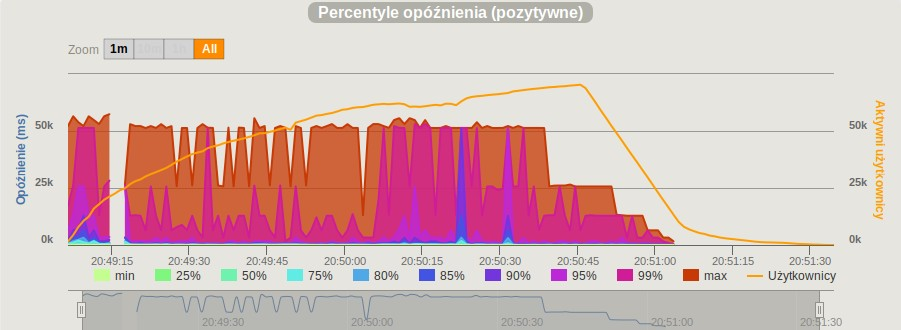 Percentyle opóźnienia (pozytywne)
Zoom 1m 10m 1h All
Opóźnienie (ms)
50k
25k
0k
Aktywni użytkownicy
50k
25k
0k
20:49:15 20:49:30 20:49:45 20:50:00 20:50:15 20:50:30 20:50:45 20:51:00 20:51:15 20:51:30
min 25% 50% 75% 80% 85% 90% 95% 99% max Użytkownicy
20:49:30 20:50:00 20:50:30 20:51:00 20:51:30